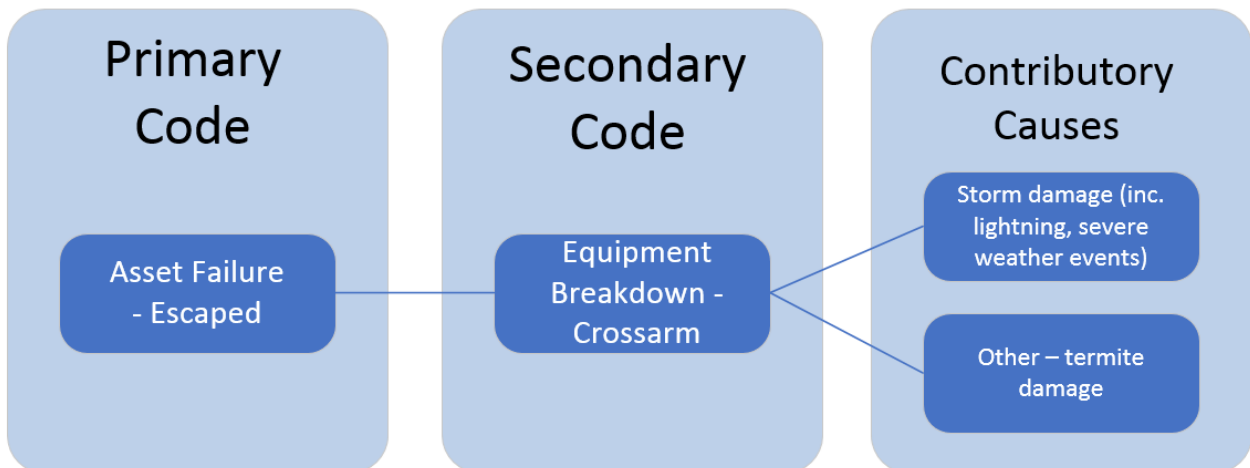 Primary
Code
Asset Failure
- Escaped
Secondary
Code
Equipment
Breakdown -
Crossarm
Contributory
Causes
Storm damage (inc.
lightning, severe
weather events)
Other – termite
damage